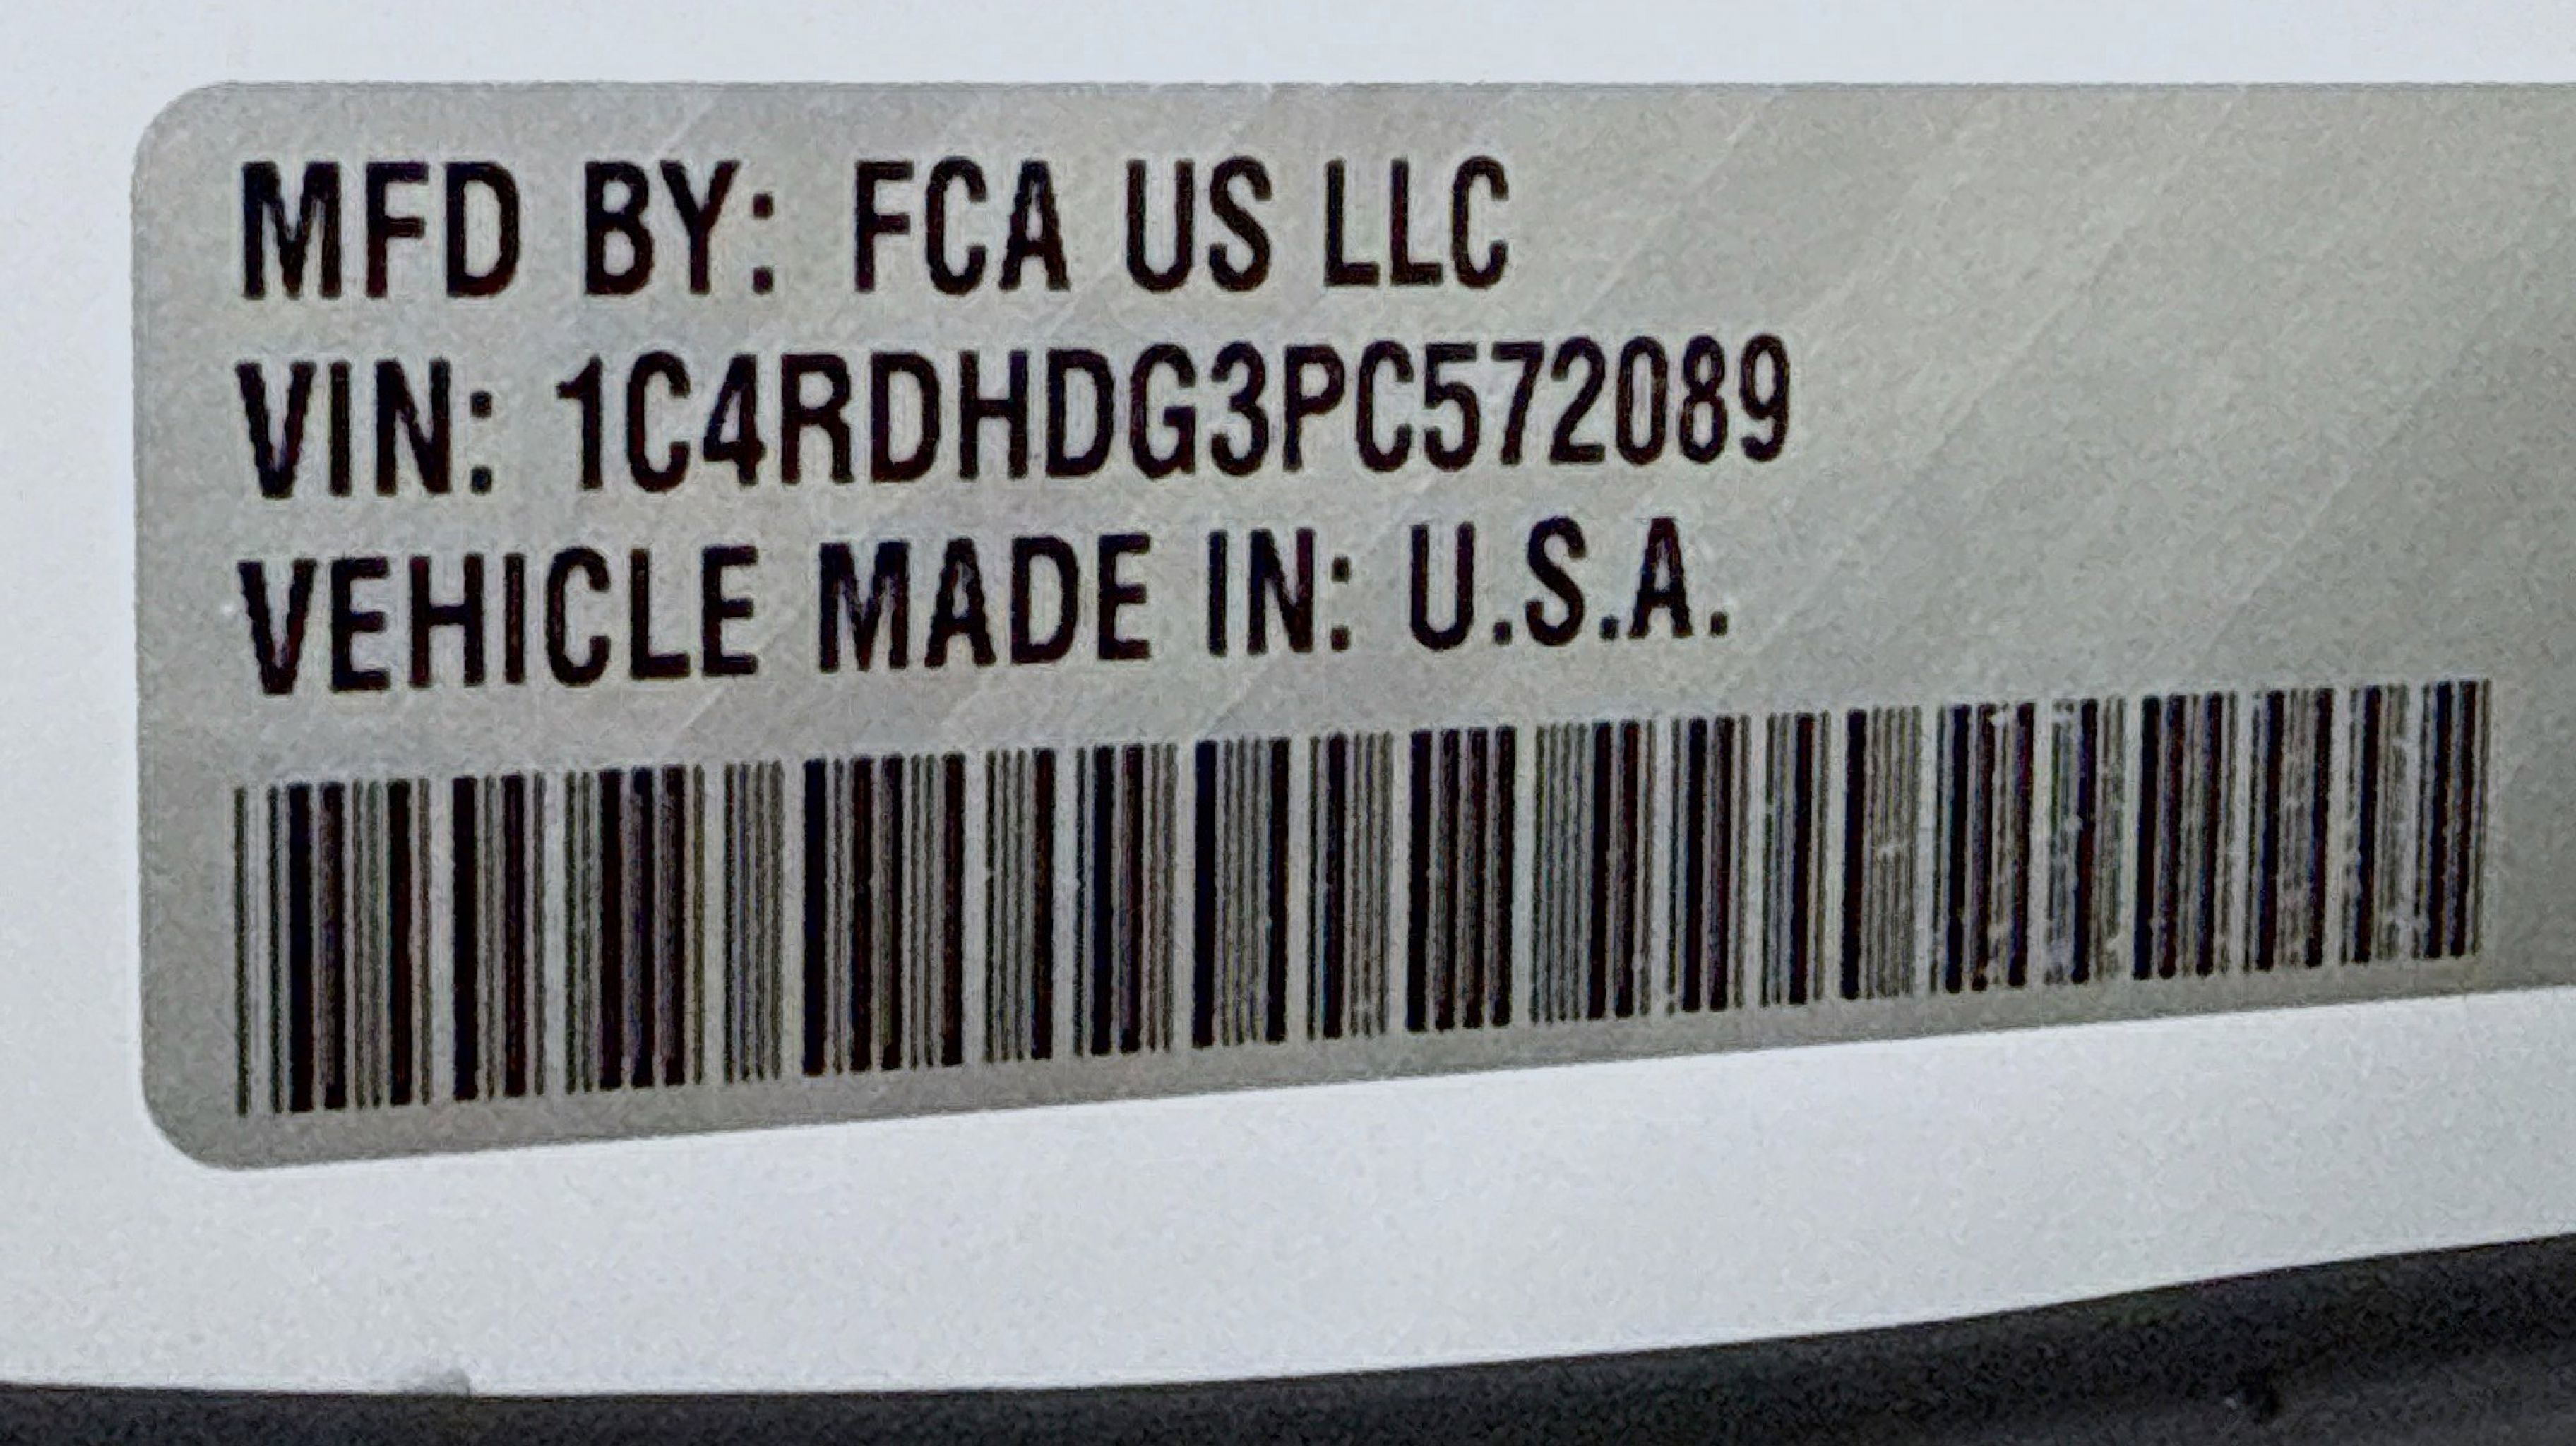 MFD BY: FCA US LLC
VIN: 1C4RDHDG3PC572089
VEHICLE MADE IN: U.S.A.